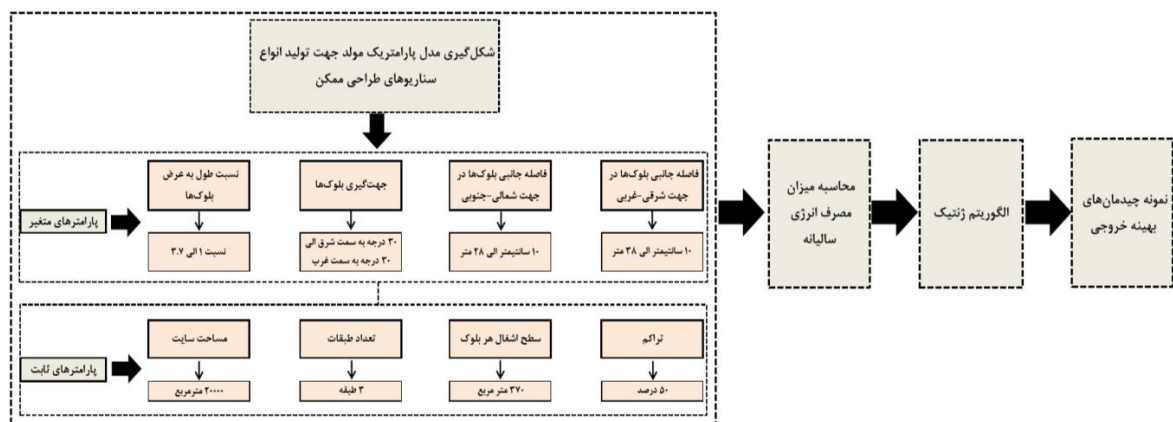 شکل‌گیری مدل پارامتریک مولد جهت تولید انواع
سناریوهای طراحی ممکن
پارامترهای متغیر
نسبت طول به عرض
بلوک‌ها
نسبت ۱ الی ۳.۷
جهت‌گیری بلوک‌ها
۳۰ درجه به سمت شرق الی
۳۰ درجه به سمت غرب
فاصله جانبی بلوک‌ها در
جهت شمالی-جنوبی
۱۰ سانتیمتر الی ۲۸ متر
فاصله جانبی بلوک‌ها در
جهت شرقی-غربی
۱۰ سانتیمتر الی ۳۸ متر
پارامترهای ثابت
مساحت سایت
۲۰۰۰۰ مترمربع
تعداد طبقات
۳ طبقه
سطح اشغال هر بلوک
۳۷۰ متر مربع
تراکم
۵۰ درصد
محاسبه میزان
مصرف انرژی
سالیانه
الگوریتم ژنتیک
نمونه چیدمان‌های
بهینه خروجی